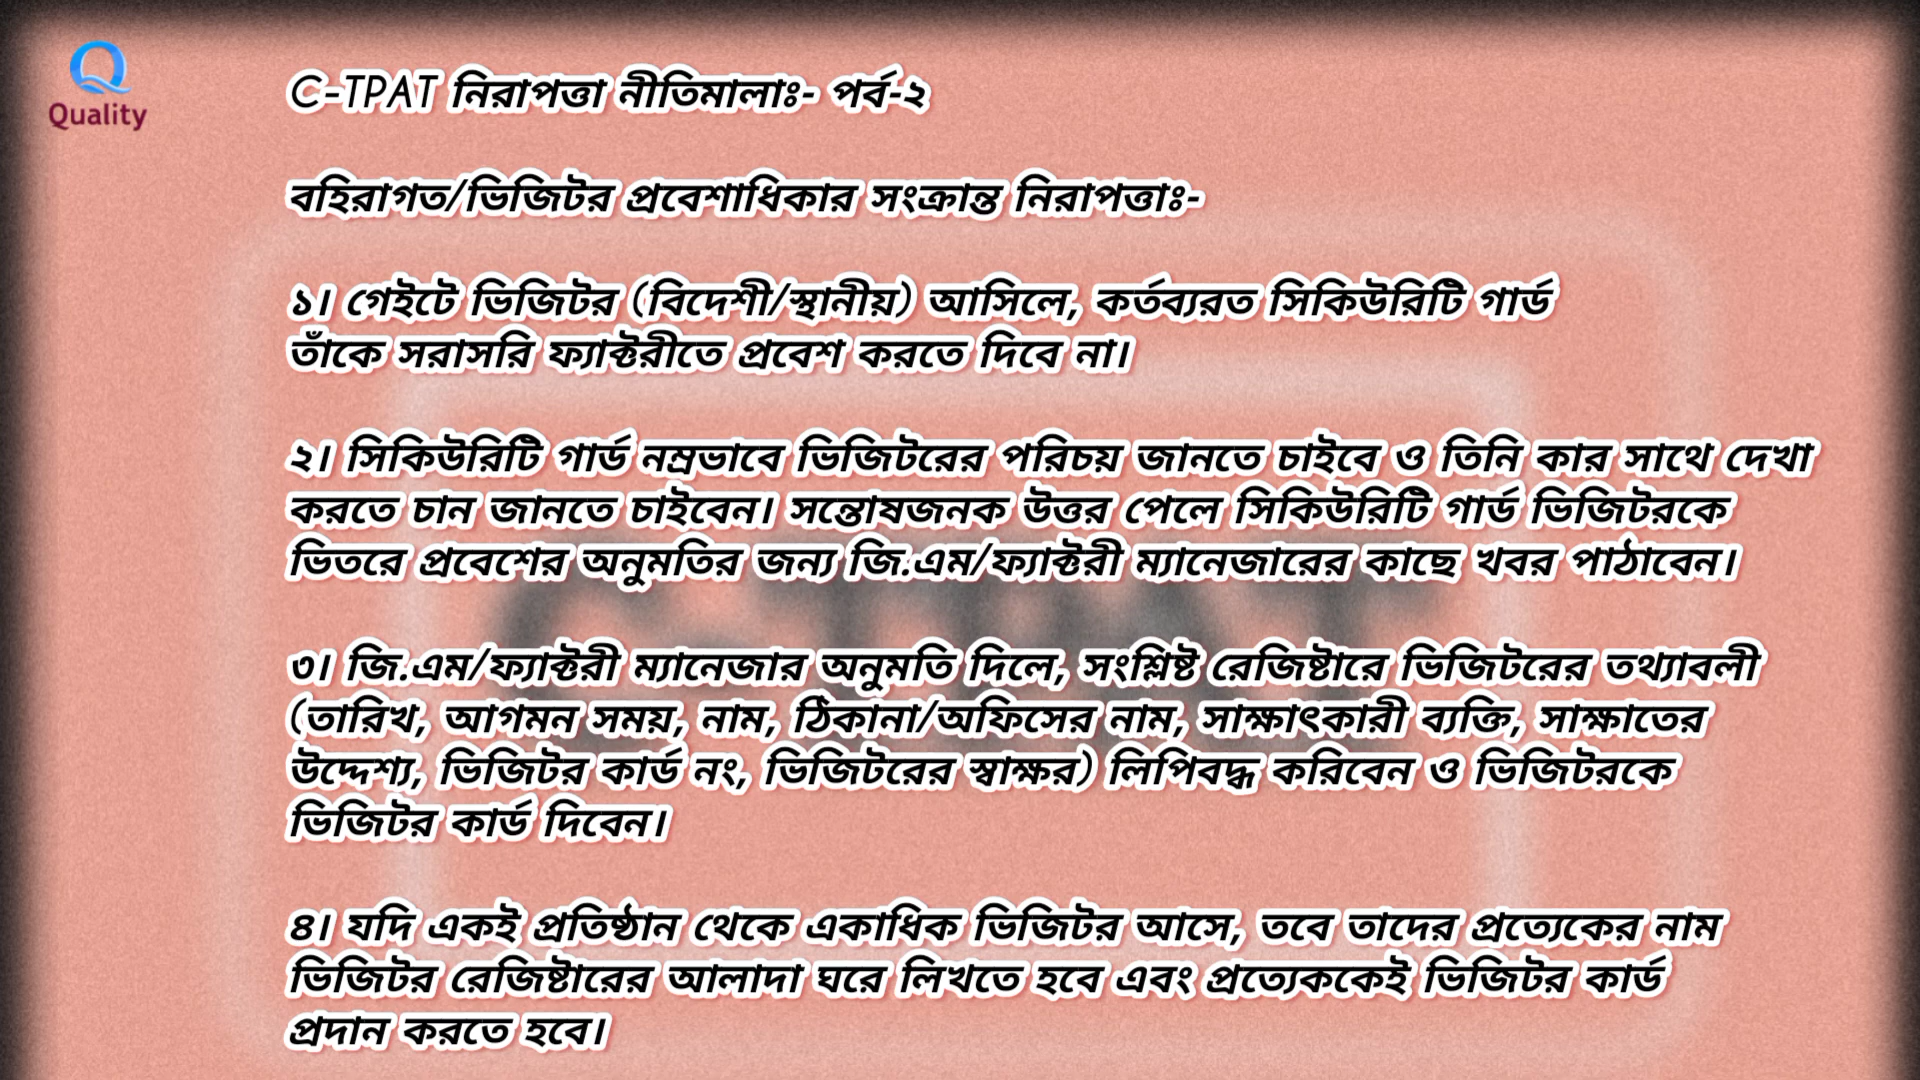 Quality
C-TPAT নিরাপত্তা নীতিমালাঃ- পর্ব-২
বহিরাগত/ভিজিটর প্রবেশাধিকার সংক্রান্ত নিরাপত্তাঃ-
১। গেইটে ভিজিটর (বিদেশী/স্থানীয়) আসিলে, কর্তব্যরত সিকিউরিটি গার্ড
তাঁকে সরাসরি ফ্যাক্টরীতে প্রবেশ করতে দিবে না।
২। সিকিউরিটি গার্ড নম্রভাবে ভিজিটরের পরিচয় জানতে চাইবে ও তিনি কার সাথে দেখা
করতে চান জানতে চাইবেন। সন্তোষজনক উত্তর পেলে সিকিউরিটি গার্ড ভিজিটরকে
ভিতরে প্রবেশের অনুমতির জন্য জি.এম/ফ্যাক্টরী ম্যানেজারের কাছে খবর পাঠাবেন।
৩। জি.এম/ফ্যাক্টরী ম্যানেজার অনুমতি দিলে, সংশ্লিষ্ট রেজিষ্টারে ভিজিটরের তথ্যাবলী
(তারিখ, আগমন সময়, নাম, ঠিকানা/অফিসের নাম, সাক্ষাৎকারী ব্যক্তি, সাক্ষাতের
উদ্দেশ্য, ভিজিটর কার্ড নং, ভিজিটরের স্বাক্ষর) লিপিবদ্ধ করিবেন ও ভিজিটরকে
ভিজিটর কার্ড দিবেন।
৪। যদি একই প্রতিষ্ঠান থেকে একাধিক ভিজিটর আসে, তবে তাদের প্রত্যেকের নাম
ভিজিটর রেজিষ্টারের আলাদা ঘরে লিখতে হবে এবং প্রত্যেককেই ভিজিটর কার্ড
প্রদান করতে হবে।
C-TPAT